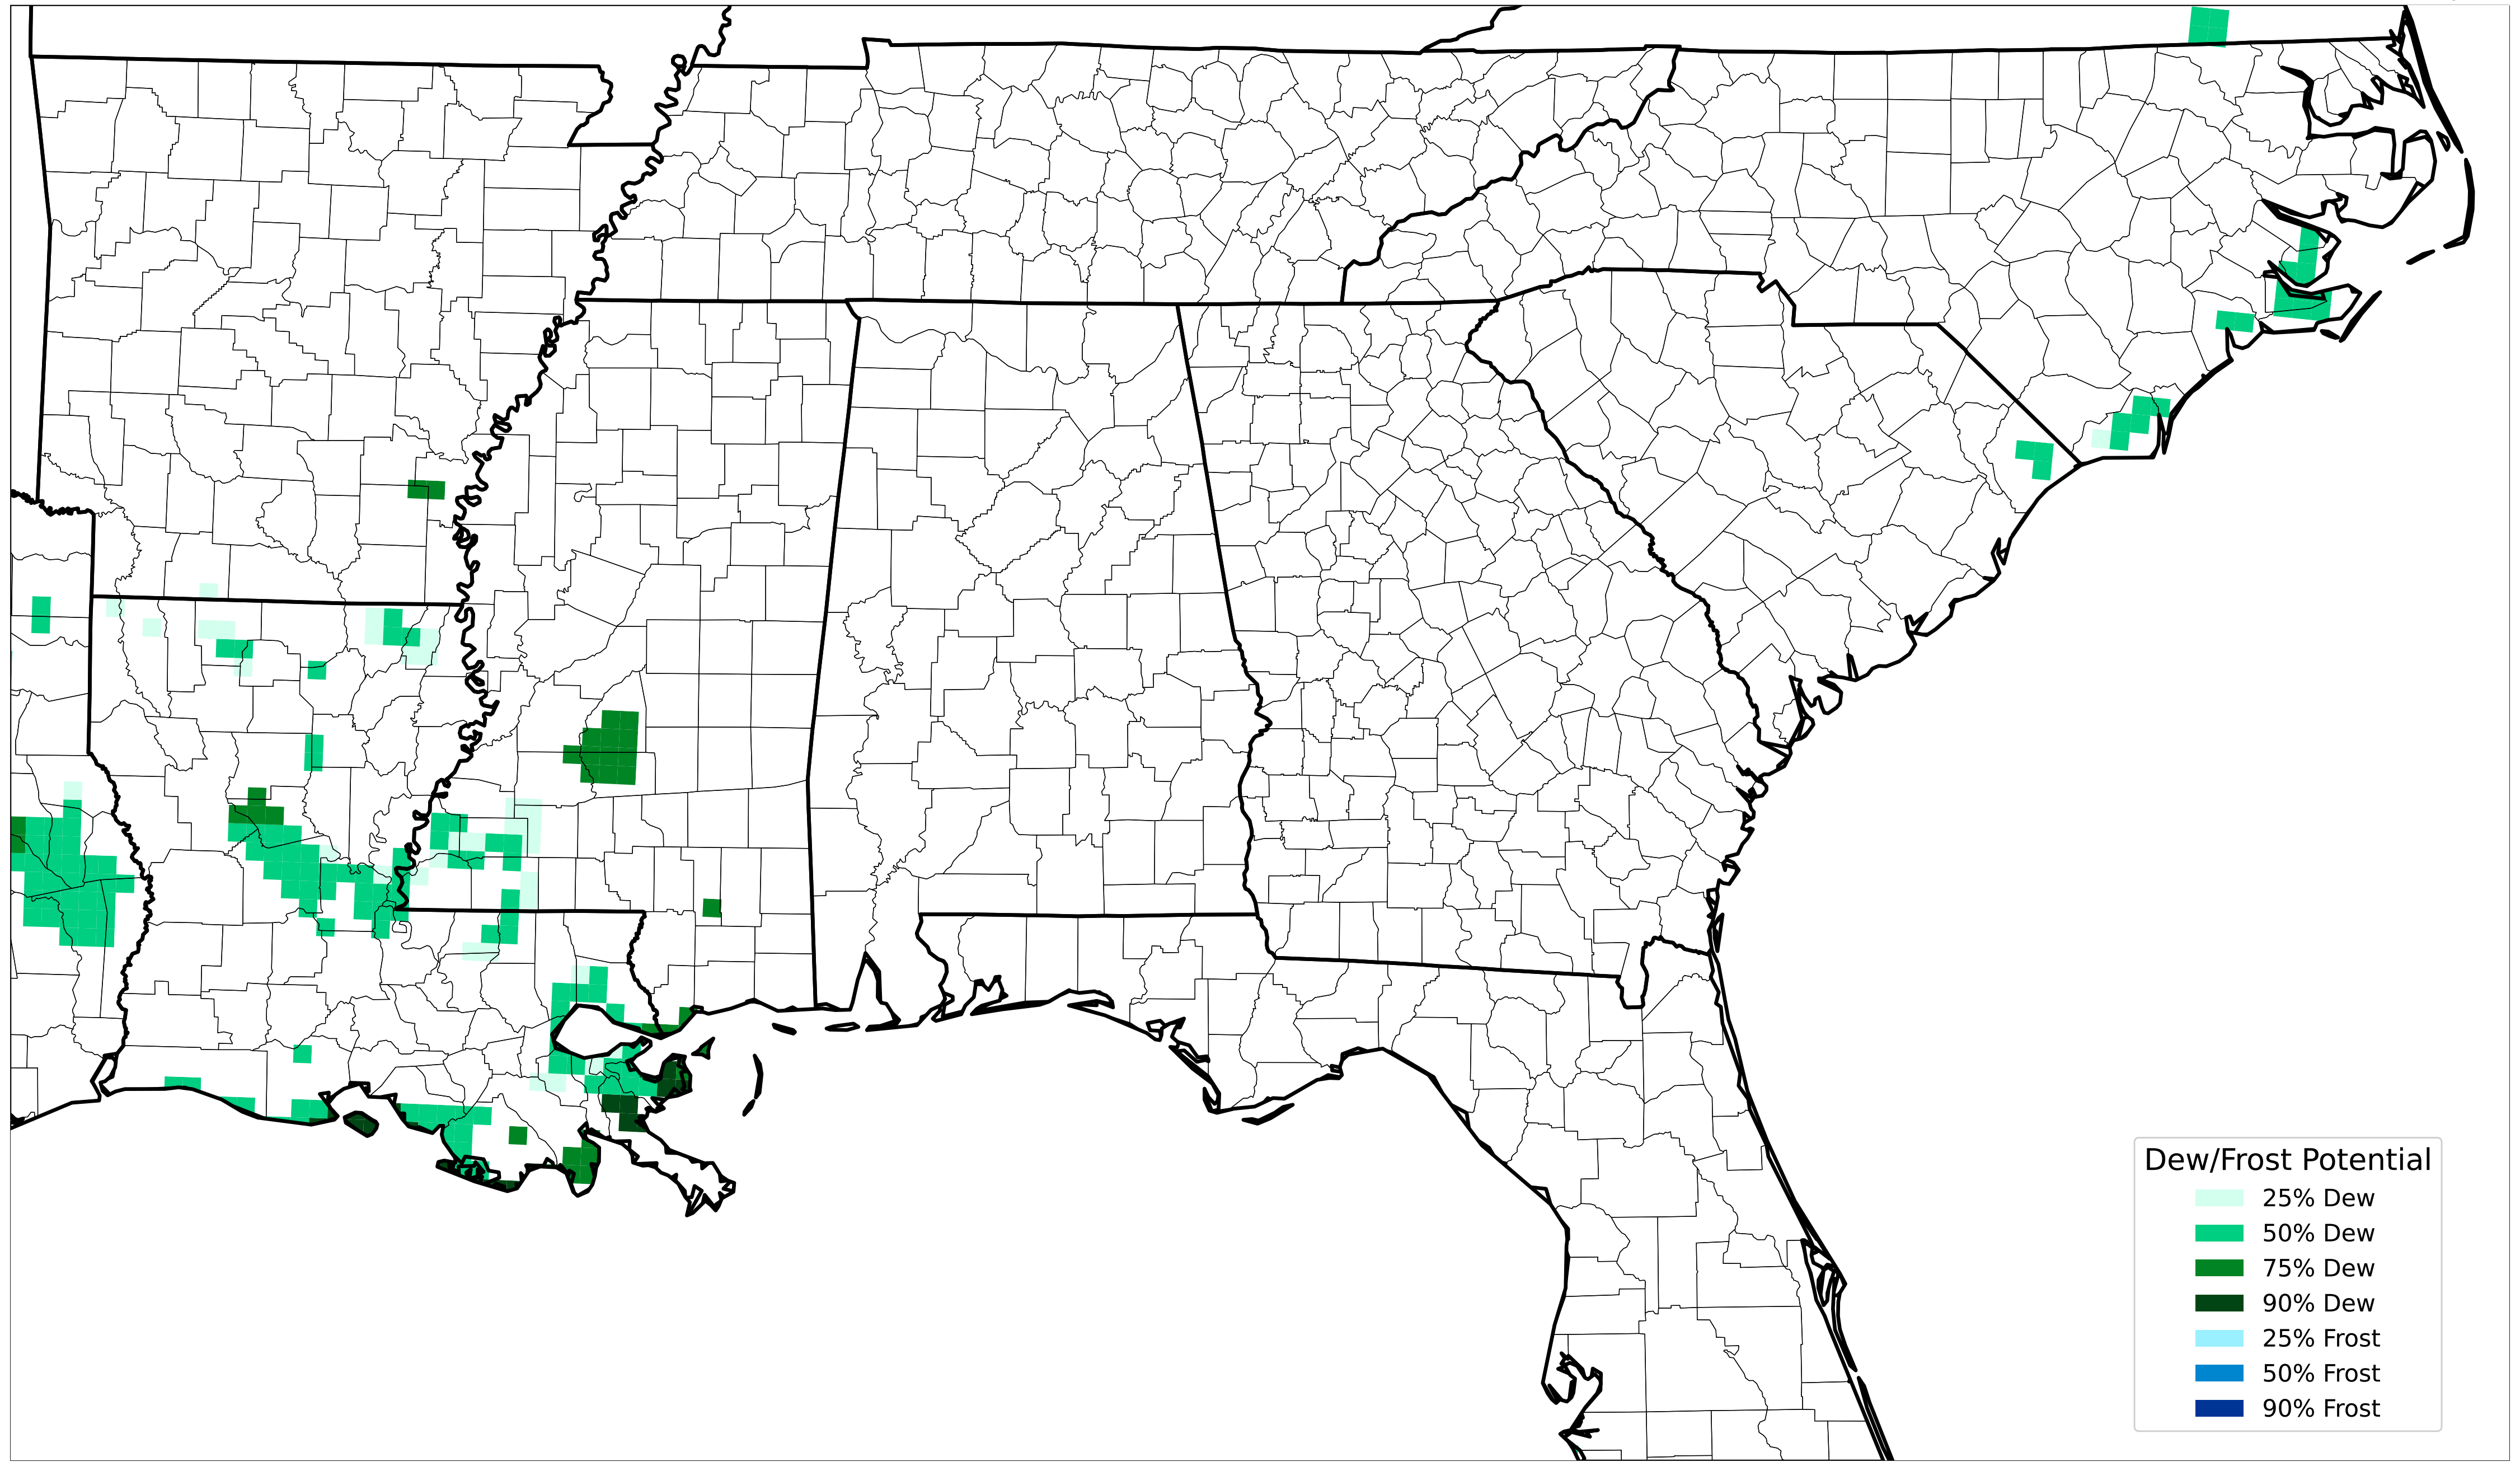 Dew/Frost Potential
25% Dew
50% Dew
75% Dew
90% Dew
25% Frost
50% Frost
90% Frost